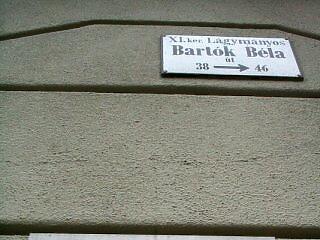 XI. ker. Lágymányos
Bartók Béla
út
38 → 46